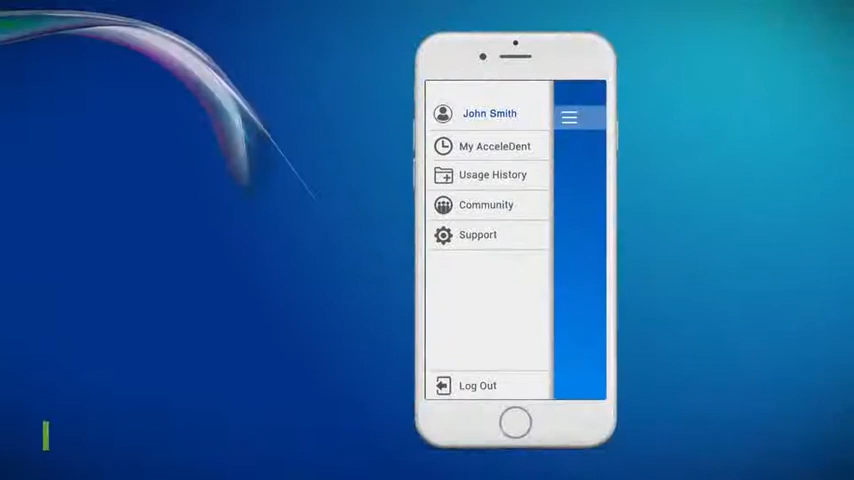 John Smith
My AcceleDent
Usage History
Community
Support
Log Out